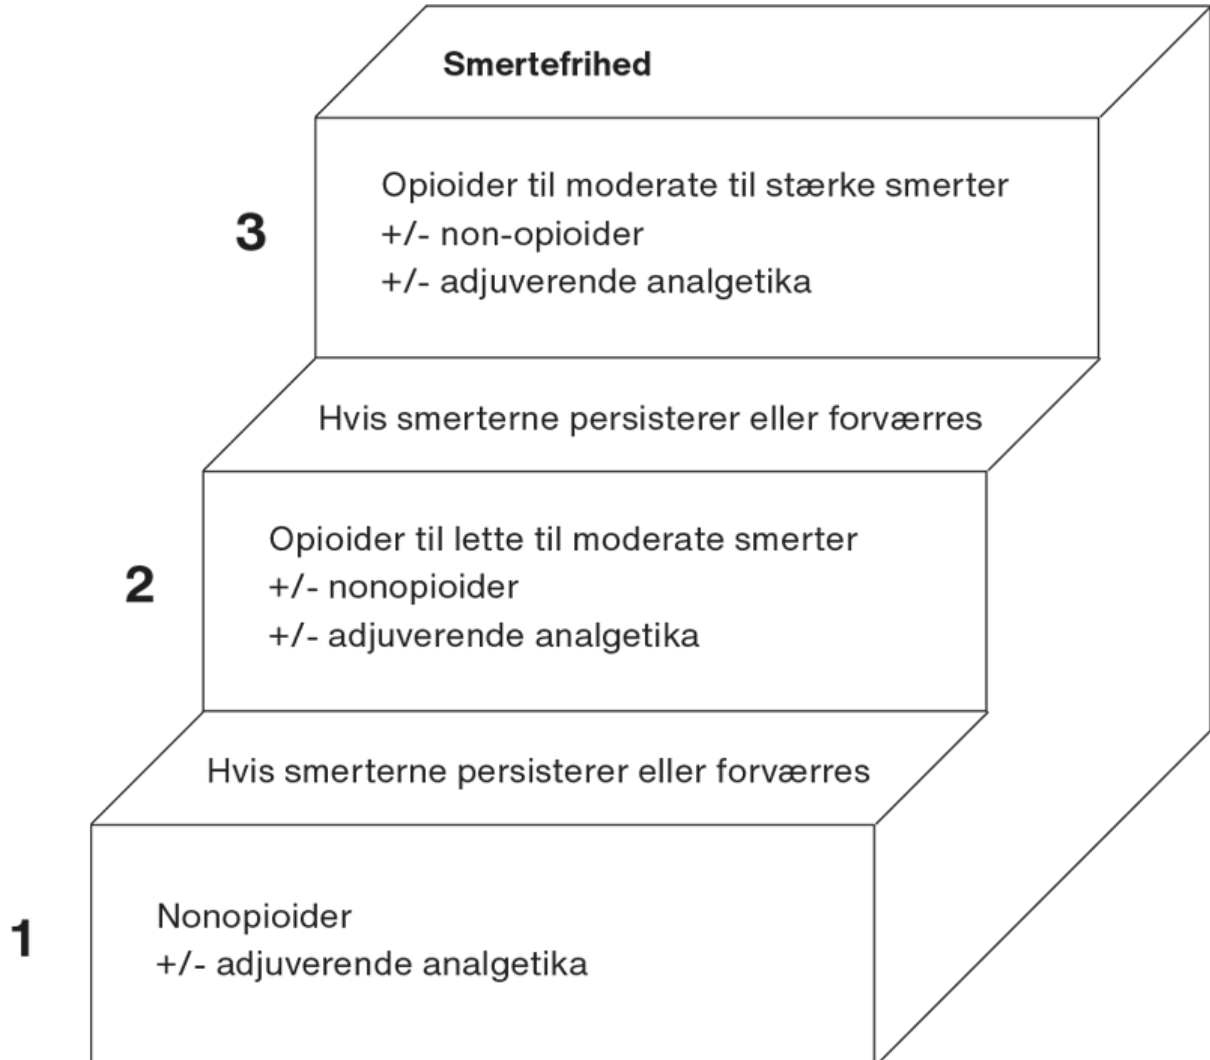 Smertefrihed
3
Opioider til moderate til stærke smerter
+/- non-opioider
+/- adjuverende analgetika
Hvis smerterne persisterer eller forværres
2
Opioider til lette til moderate smerter
+/- nonopioider
+/- adjuverende analgetika
Hvis smerterne persisterer eller forværres
1
Nonopioider
+/- adjuverende analgetika